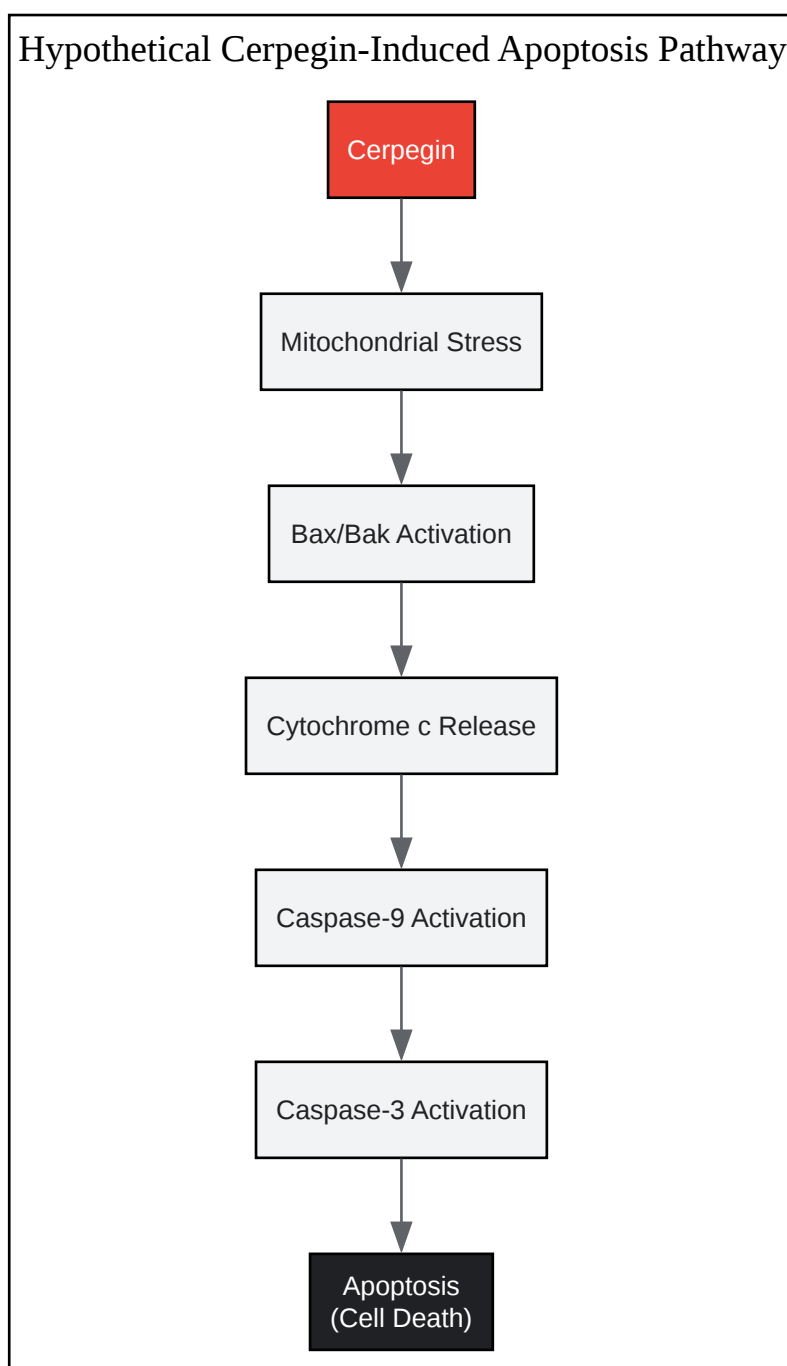 Hypothetical Cerpegin-Induced Apoptosis Pathway
Cerpegin
Mitochondrial Stress
Bax/Bak Activation
Cytochrome c Release
Caspase-9 Activation
Caspase-3 Activation
Apoptosis
(Cell Death)